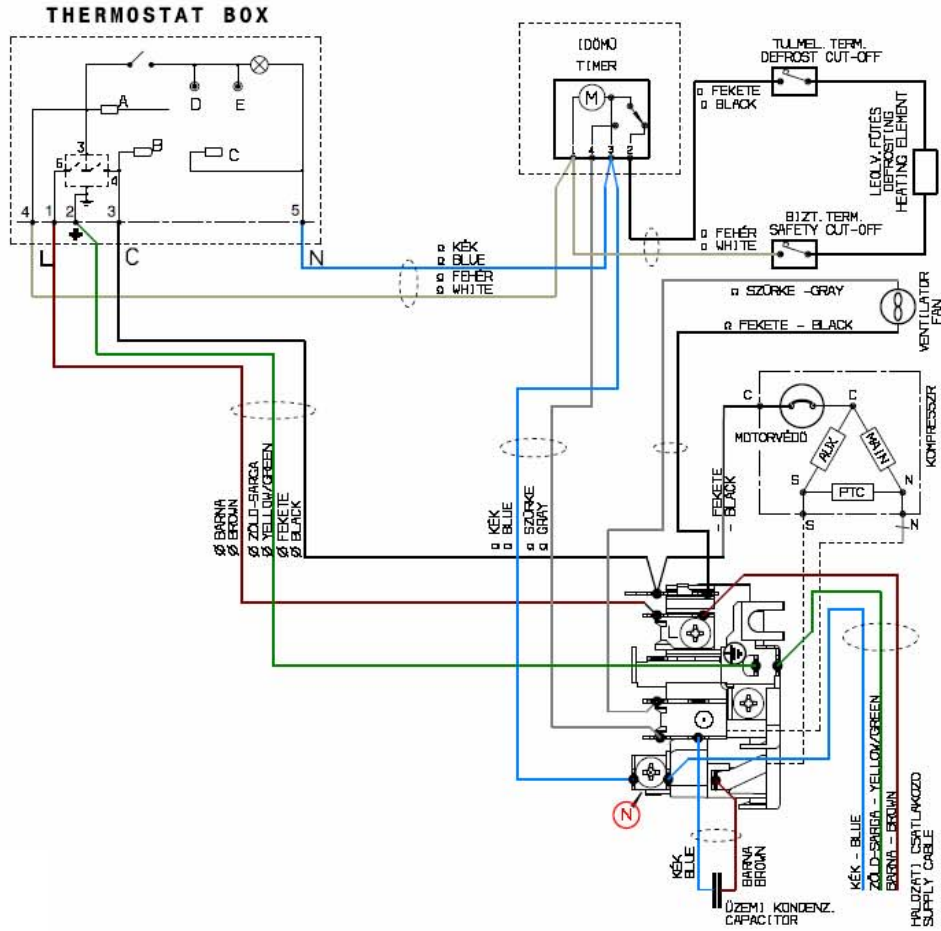 THERMOSTAT BOX
A
D
E
B
C
3
6
4
4
1
2
3
5
L
C
N
IDÖMÜ
TIMER
M
4
3
2
TULMEL. TERM.
DEFROST CUT-OFF
FEKETE
BLACK
LEOLV.FÜTÉS
DEFROSTING
HEATING ELEMENT
BIZT.TERM.
SAFETY CUT-OFF
FEHÉR
WHITE
KÉK
BLUE
FEHÉR
WHITE
SZÜRKE -GRAY
FEKETE - BLACK
VENTILATOR
FAN
C
C
MOTORVÉDÖ
AUX
MAIN
S
N
PTC
S
N
KOMPRESSZR
FEKETE
- BLACK
Ø BARNA
Ø BROWN
Ø ZÖLD-SARGA
Ø YELLOW/GREEN
Ø FEKETE
Ø BLACK
KÉK
BLUE
SZÜRKE
GRAY
N
KÉK
BLUE
BARNA
BROWN
ÜZEMI KONDENZ.
CAPACITOR
KÉK - BLUE
ZÖLD-SARGA - YELLOW/GREEN
BARNA - BROWN
HALOZATI CSATLAKOZO
SUPPLY CABLE